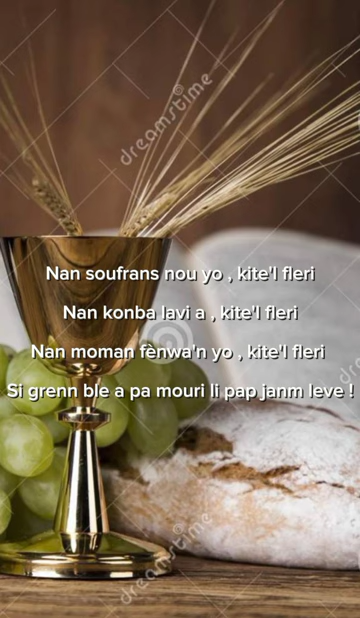 dreamstime
Nan soufrans nou yo , kite'l fleri
Nan konba lavi a , kite'l fleri
Nan moman fènwa'n yo , kite'l fleri
Si grenn ble a pa mouri li pap janm leve !
dreamstime